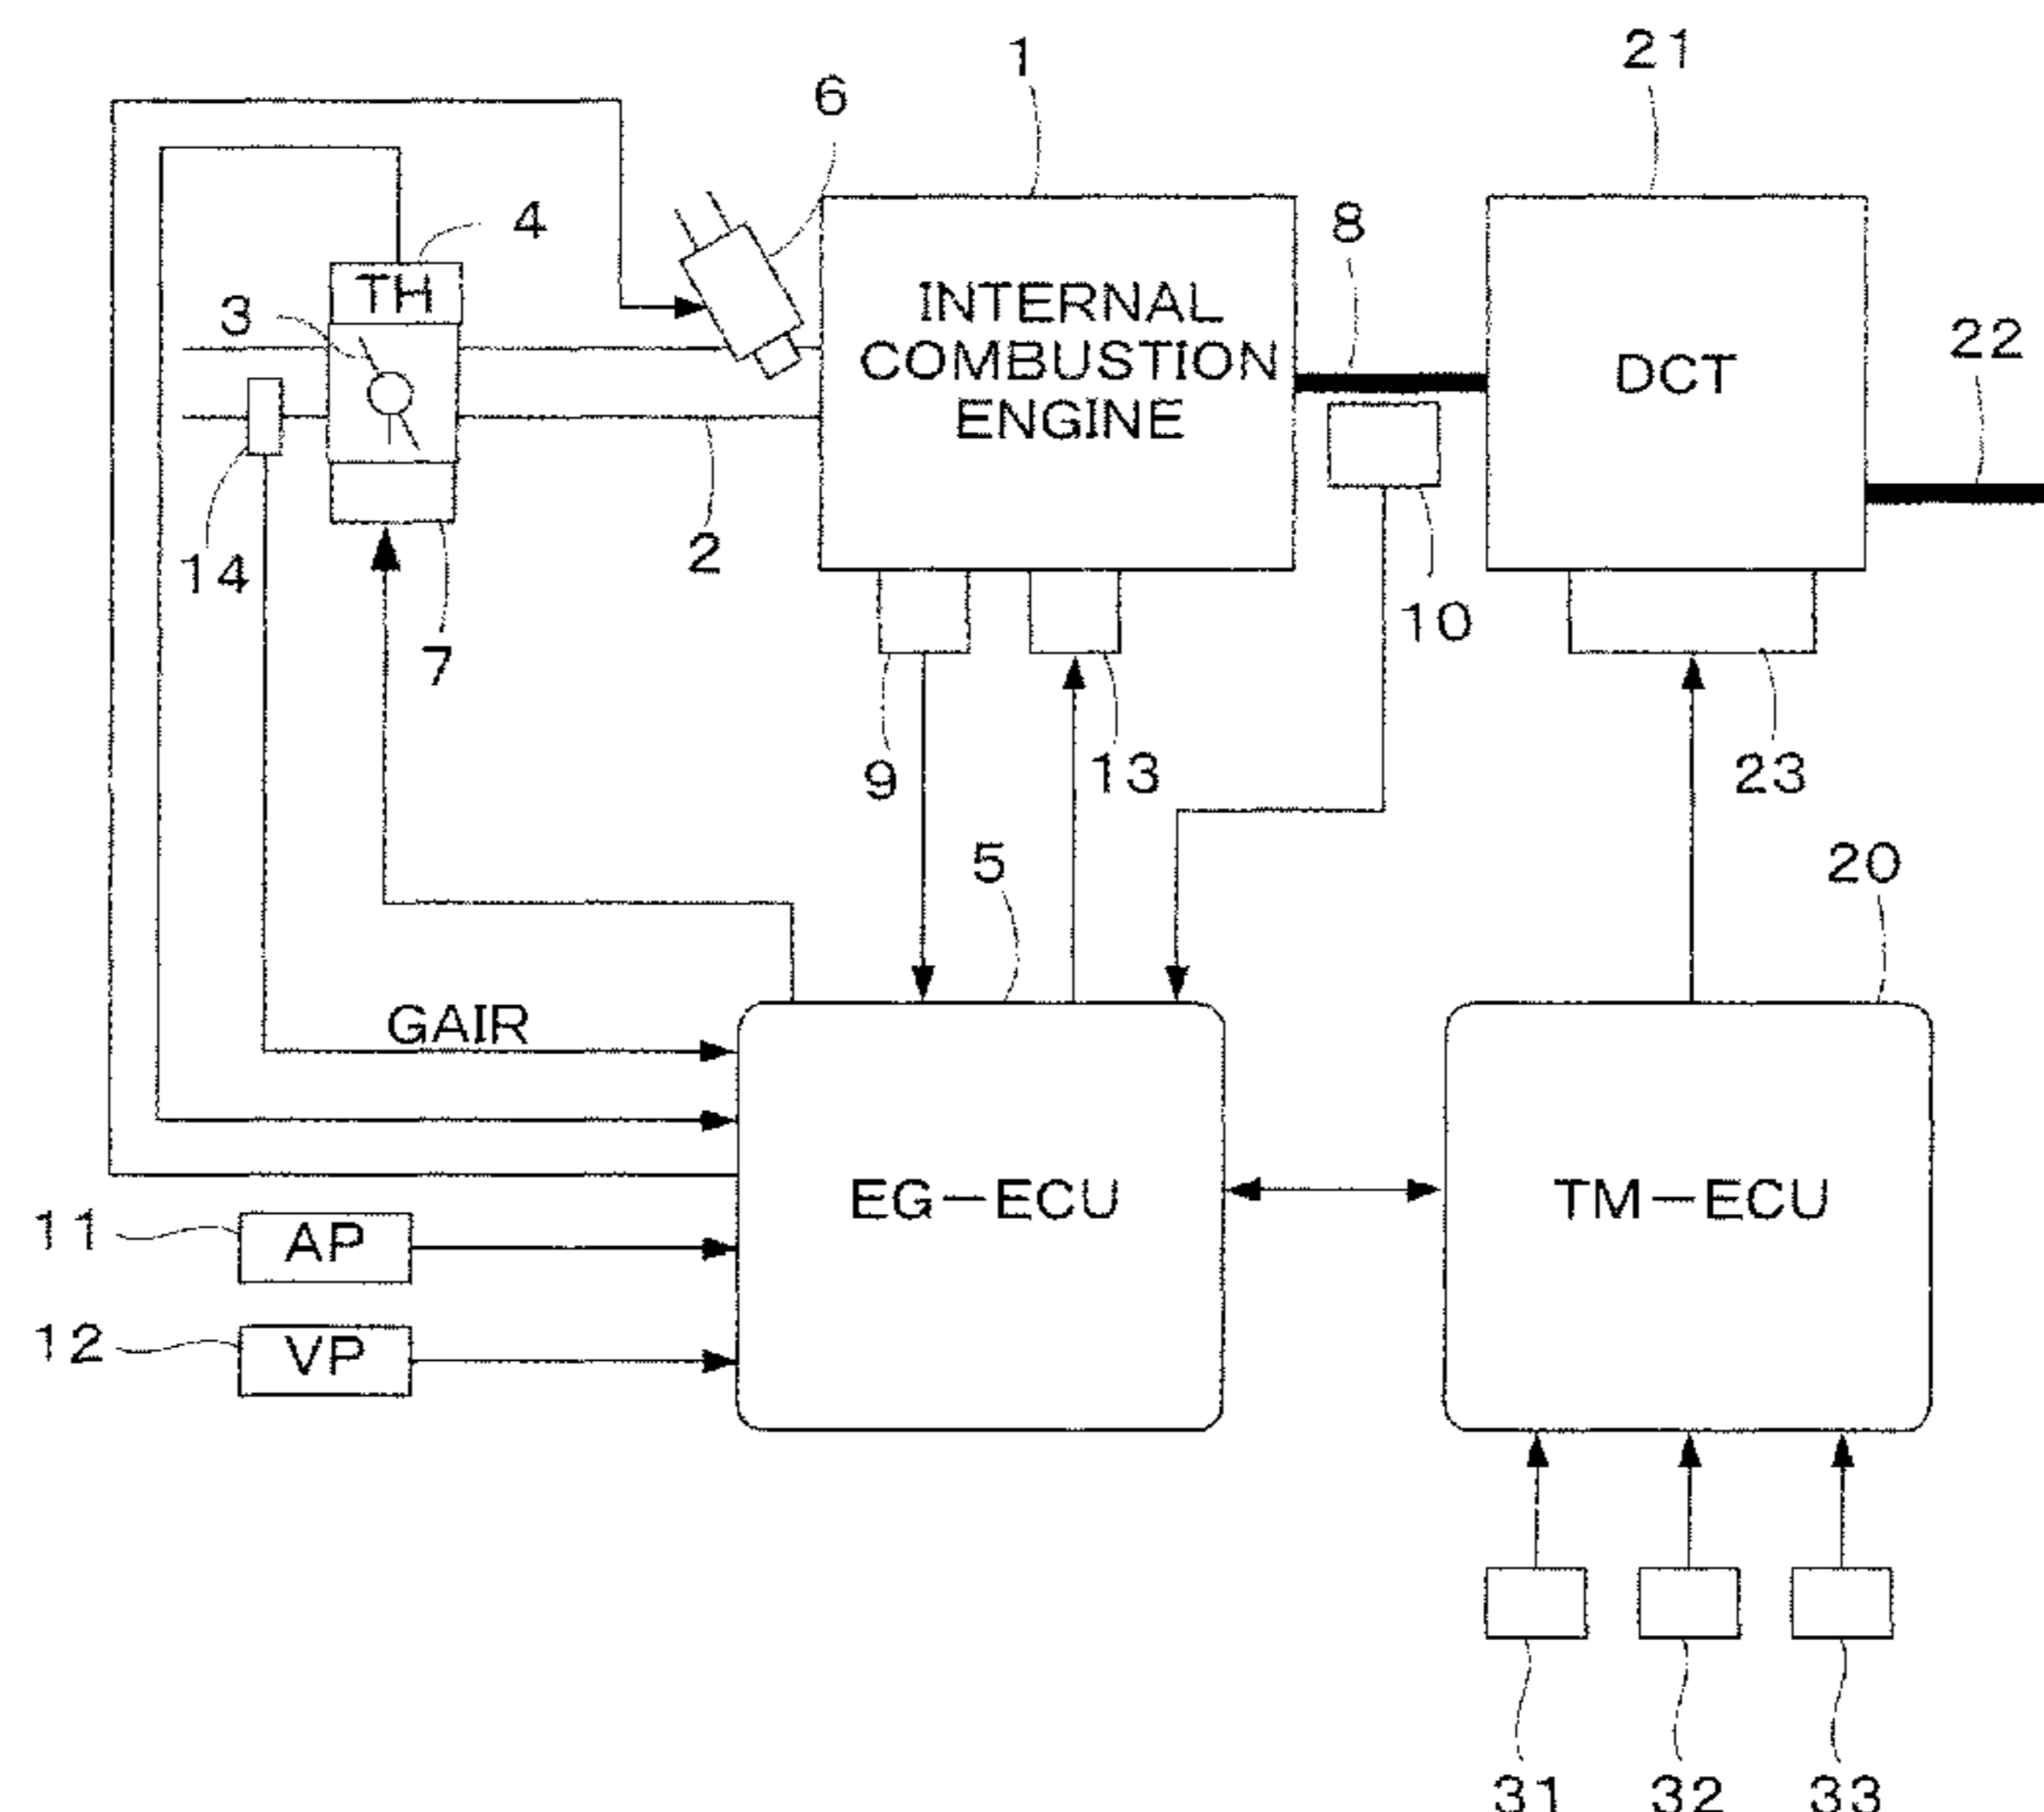 1
21
6
4
8
TH
3
INTERNAL
COMBUSTION
ENGINE
DCT
22
14
2
10
7
9
13
23
5
20
GAIR
EG-ECU
TM-ECU
11
AP
12
VP
31
32
33